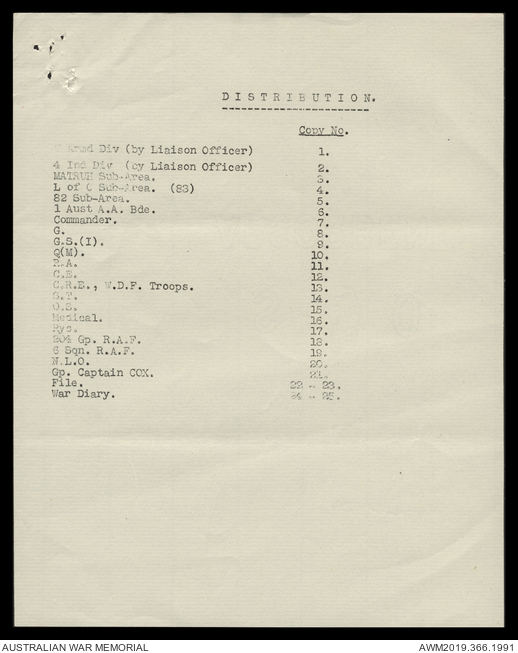 DISTRIBUTION.
Copy No.
Armd Div (by Liaison Officer) 1.
4 Ind Div (by Liaison Officer) 2.
MATRUH Sub-Area. 3.
L of C Sub-Area. (83) 4.
82 Sub-Area. 5.
1 Aust A.A. Bde. 6.
Commander. 7.
G. 8.
G.S.(I). 9.
Q(M). 10.
R.A. 11.
C.E. 12.
C.R.E., W.D.F. Troops. 13.
S.T. 14.
O.S. 15.
Medical. 16.
Rys. 17.
204 Gp. R.A.F. 18.
6 Sqn. R.A.F. 19.
N.L.O. 20.
Gp. Captain COX. 21.
File. 22 - 23.
War Diary. 24 - 25.
AUSTRALIAN WAR MEMORIAL
AWM2019.366.1991